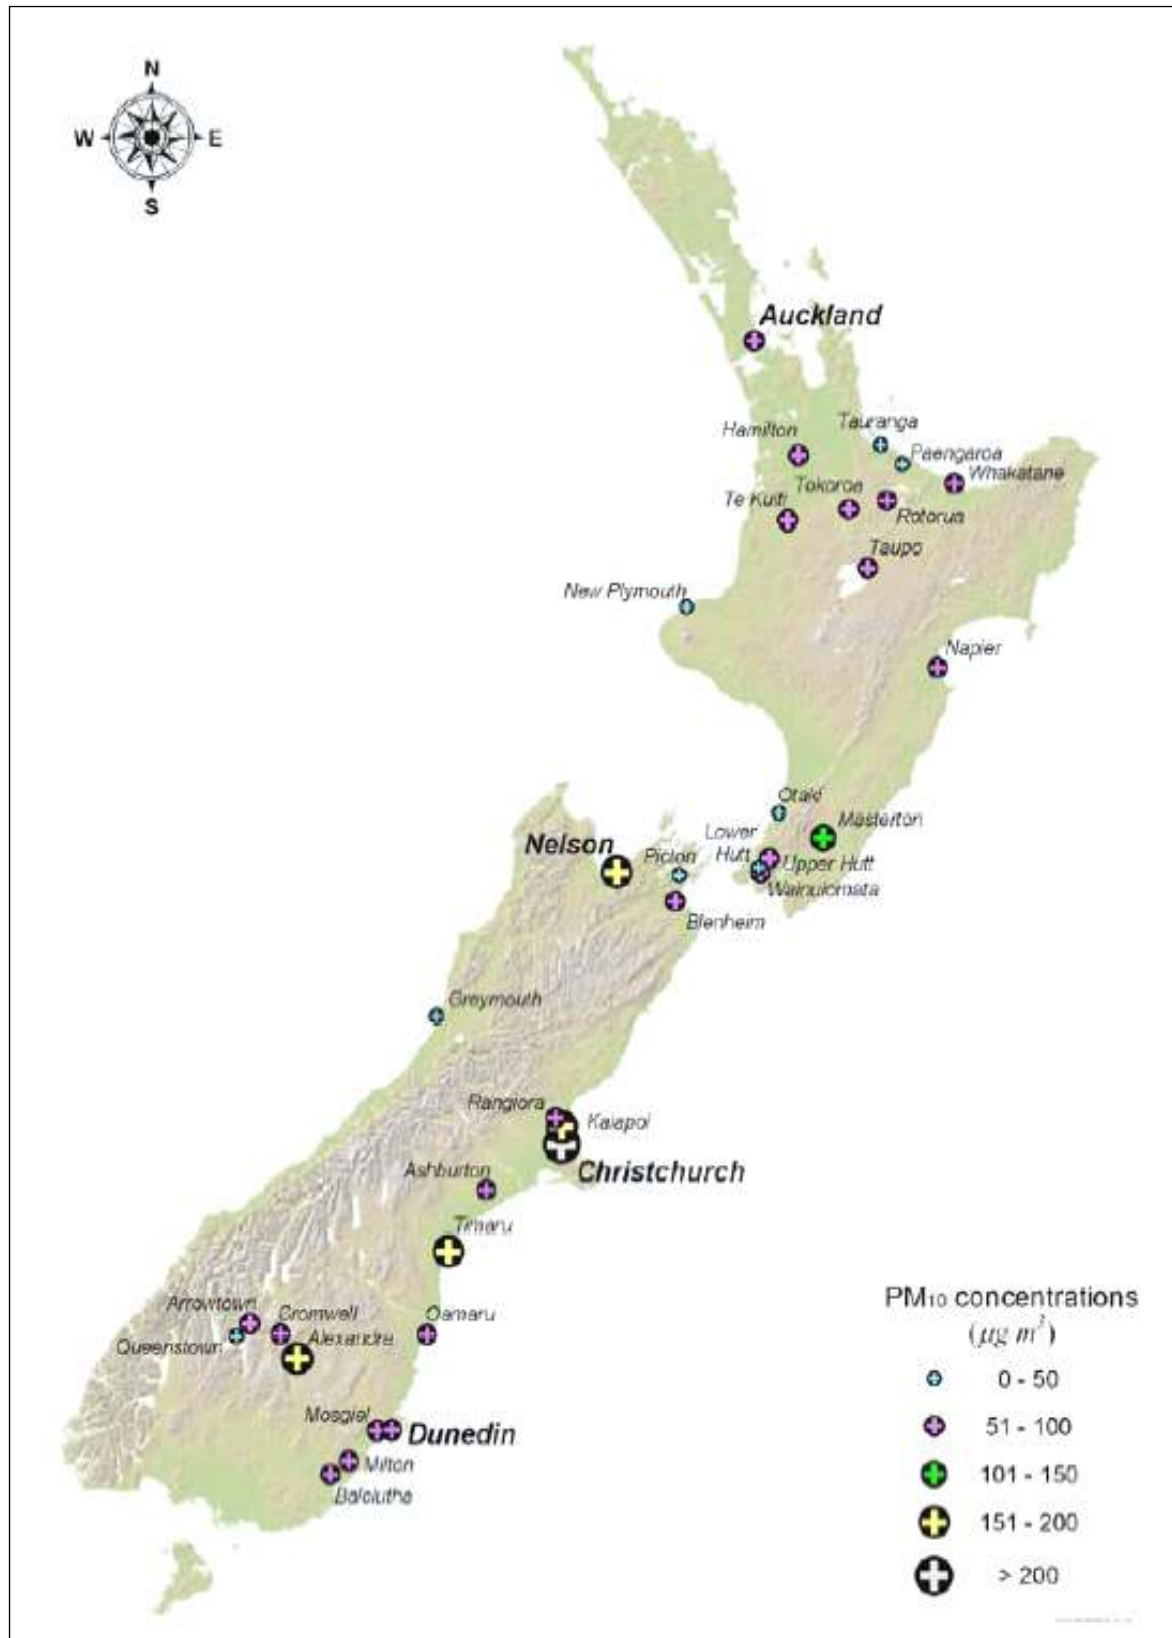 N
W
E
S
Auckland
Tauranga
Hamilton
Paengaroa
Whakatane
Tokoroa
Te Kuiti
Rotorua
Taupo
New Plymouth
Napier
Otaki
Masterton
Lower
Hutt
Nelson
Picton
Upper Hutt
Wainuiomata
Blenheim
Greymouth
Rangiora
Kaiapoi
Ashburton
Christchurch
Timaru
Arrowtown
Cromwell
Oamaru
Queenstown
Alexandra
Mosgiel
Dunedin
Milton
Balclutha
PM₁₀ concentrations
(µg m³)
0 - 50
51 - 100
101 - 150
151 - 200
> 200